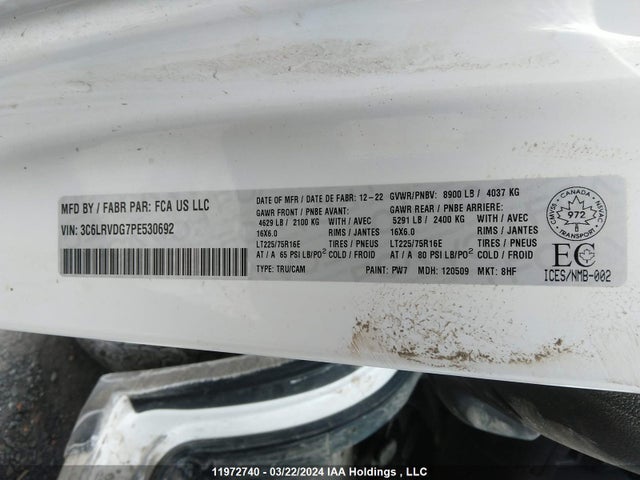 MFD BY / FABR PAR: FCA US LLC
VIN: 3C6LRVDG7PE530692
DATE OF MFR / DATE DE FABR: 12-22 GVWR/PNBV: 8900 LB / 4037 KG
GAWR FRONT / PNBE AVANT: GAWR REAR / PNBE ARRIERE:
4629 LB / 2100 KG WITH / AVEC 5291 LB / 2400 KG WITH / AVEC
16X6.0 RIMS / JANTES 16X6.0 RIMS / JANTES
LT225/75R16E TIRES / PNEUS LT225/75R16E TIRES / PNEUS
AT / A 65 PSI LB/PO² COLD / FROID AT / A 80 PSI LB/PO² COLD / FROID
TYPE: TRU/CAM PAINT: PW7 MDH: 120509 MKT: 8HF
CANADA
CMVSS
NSVAC
972
TRANSPORT
EC
ICES/NMB-002
11972740 - 03/22/2024 IAA Holdings , LLC